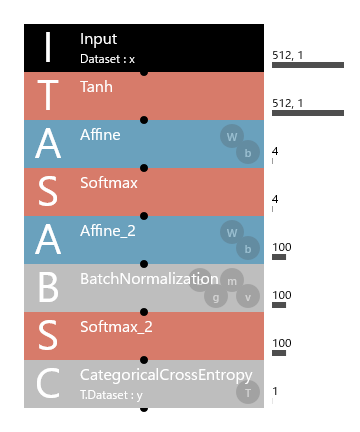 I Input
Dataset : x
512, 1
T Tanh
512, 1
A Affine W b
4
S Softmax
4
A Affine_2 W b
100
B BatchNormalization m g v
100
S Softmax_2
100
C CategoricalCrossEntropy
T.Dataset : y T
1